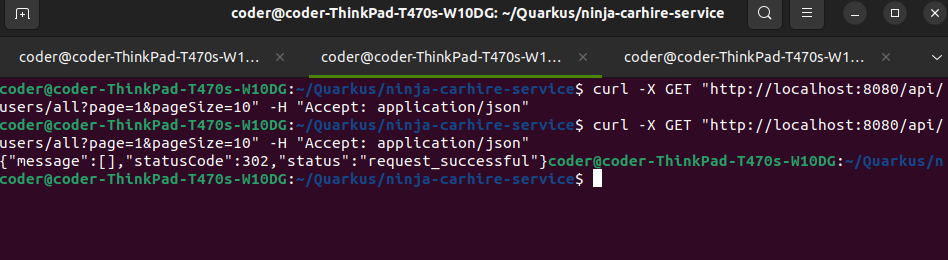 coder@coder-ThinkPad-T470s-W10DG: ~/Quarkus/ninja-carhire-service
coder@coder-ThinkPad-T470s-W1... × coder@coder-ThinkPad-T470s-W1... × coder@coder-ThinkPad-T470s-W1... ×
coder@coder-ThinkPad-T470s-W10DG:~/Quarkus/ninja-carhire-service$ curl -X GET "http://localhost:8080/api/
users/all?page=1&pageSize=10" -H "Accept: application/json"
coder@coder-ThinkPad-T470s-W10DG:~/Quarkus/ninja-carhire-service$ curl -X GET "http://localhost:8080/api/
users/all?page=1&pageSize=10" -H "Accept: application/json"
{"message":[],"statusCode":302,"status":"request_successful"}coder@coder-ThinkPad-T470s-W10DG:~/Quarkus/n
coder@coder-ThinkPad-T470s-W10DG:~/Quarkus/ninja-carhire-service$